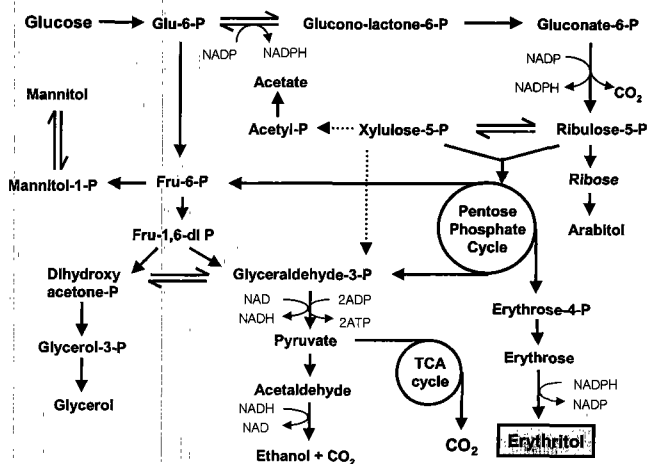 Glucose
Glu-6-P
Glucono-lactone-6-P
Gluconate-6-P
NADP
NADPH
NADP
NADPH
CO2
Acetate
Mannitol
Acetyl-P
Xylulose-5-P
Ribulose-5-P
Mannitol-1-P
Fru-6-P
Ribose
Pentose
Phosphate
Cycle
Arabitol
Fru-1,6-di P
Dihydroxy
acetone-P
Glyceraldehyde-3-P
NAD
2ADP
NADH
2ATP
Erythrose-4-P
Glycerol-3-P
Pyruvate
Erythrose
TCA
cycle
Acetaldehyde
NADPH
NADP
Glycerol
NADH
NAD
Ethanol + CO2
CO2
Erythritol